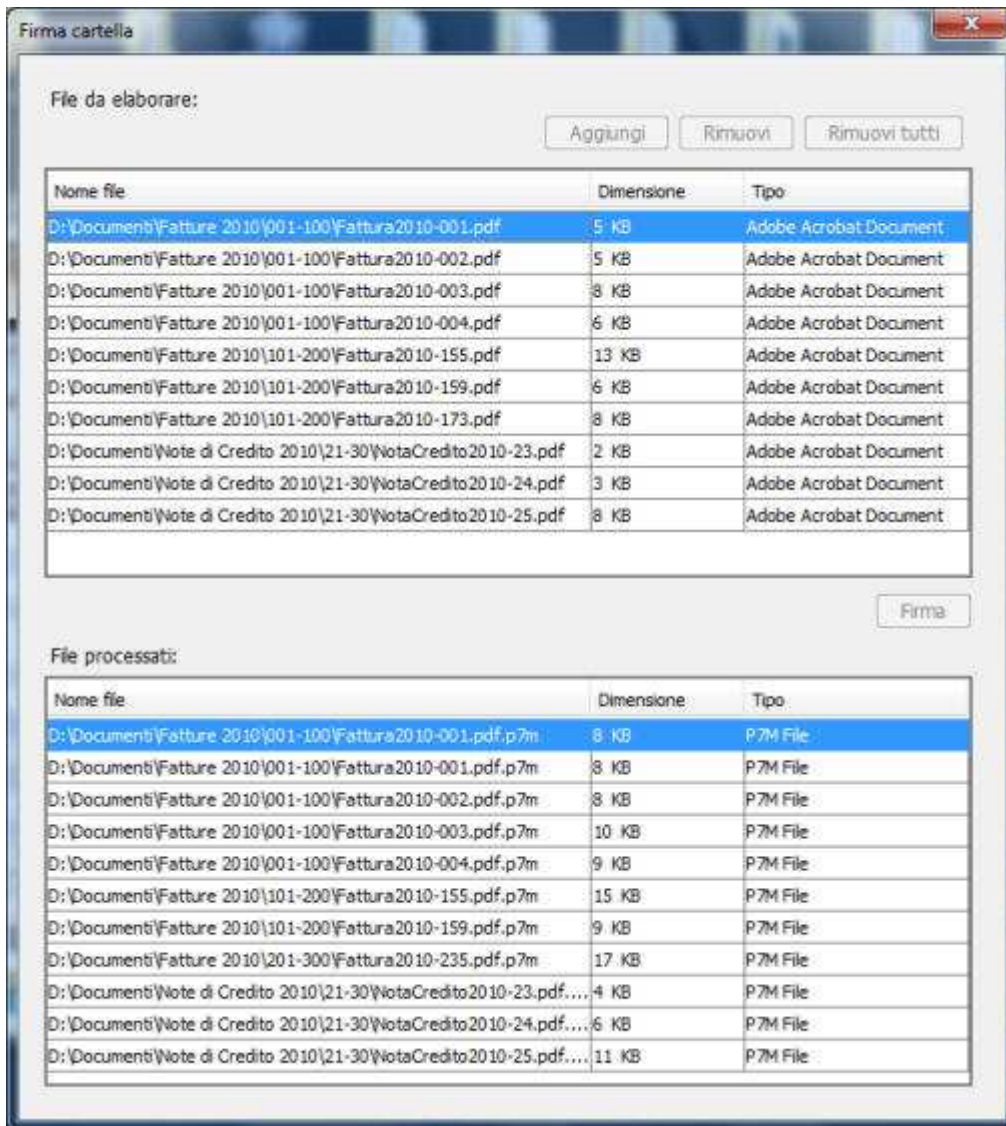 Firma cartella
File da elaborare:
Aggiungi Rimuovi Rimuovi tutti
Nome file Dimensione Tipo
D:\Documenti\Fatture 2010\001-100\Fattura2010-001.pdf 5 KB Adobe Acrobat Document
D:\Documenti\Fatture 2010\001-100\Fattura2010-002.pdf 5 KB Adobe Acrobat Document
D:\Documenti\Fatture 2010\001-100\Fattura2010-003.pdf 8 KB Adobe Acrobat Document
D:\Documenti\Fatture 2010\001-100\Fattura2010-004.pdf 6 KB Adobe Acrobat Document
D:\Documenti\Fatture 2010\101-200\Fattura2010-155.pdf 13 KB Adobe Acrobat Document
D:\Documenti\Fatture 2010\101-200\Fattura2010-159.pdf 6 KB Adobe Acrobat Document
D:\Documenti\Fatture 2010\101-200\Fattura2010-173.pdf 8 KB Adobe Acrobat Document
D:\Documenti\Note di Credito 2010\21-30\NotaCredito2010-23.pdf 2 KB Adobe Acrobat Document
D:\Documenti\Note di Credito 2010\21-30\NotaCredito2010-24.pdf 3 KB Adobe Acrobat Document
D:\Documenti\Note di Credito 2010\21-30\NotaCredito2010-25.pdf 8 KB Adobe Acrobat Document
Firma
File processati:
Nome file Dimensione Tipo
D:\Documenti\Fatture 2010\001-100\Fattura2010-001.pdf.p7m 8 KB P7M File
D:\Documenti\Fatture 2010\001-100\Fattura2010-001.pdf.p7m 8 KB P7M File
D:\Documenti\Fatture 2010\001-100\Fattura2010-002.pdf.p7m 8 KB P7M File
D:\Documenti\Fatture 2010\001-100\Fattura2010-003.pdf.p7m 10 KB P7M File
D:\Documenti\Fatture 2010\001-100\Fattura2010-004.pdf.p7m 9 KB P7M File
D:\Documenti\Fatture 2010\101-200\Fattura2010-155.pdf.p7m 15 KB P7M File
D:\Documenti\Fatture 2010\101-200\Fattura2010-159.pdf.p7m 9 KB P7M File
D:\Documenti\Fatture 2010\201-300\Fattura2010-235.pdf.p7m 17 KB P7M File
D:\Documenti\Note di Credito 2010\21-30\NotaCredito2010-23.pdf.... 4 KB P7M File
D:\Documenti\Note di Credito 2010\21-30\NotaCredito2010-24.pdf.... 6 KB P7M File
D:\Documenti\Note di Credito 2010\21-30\NotaCredito2010-25.pdf.... 11 KB P7M File